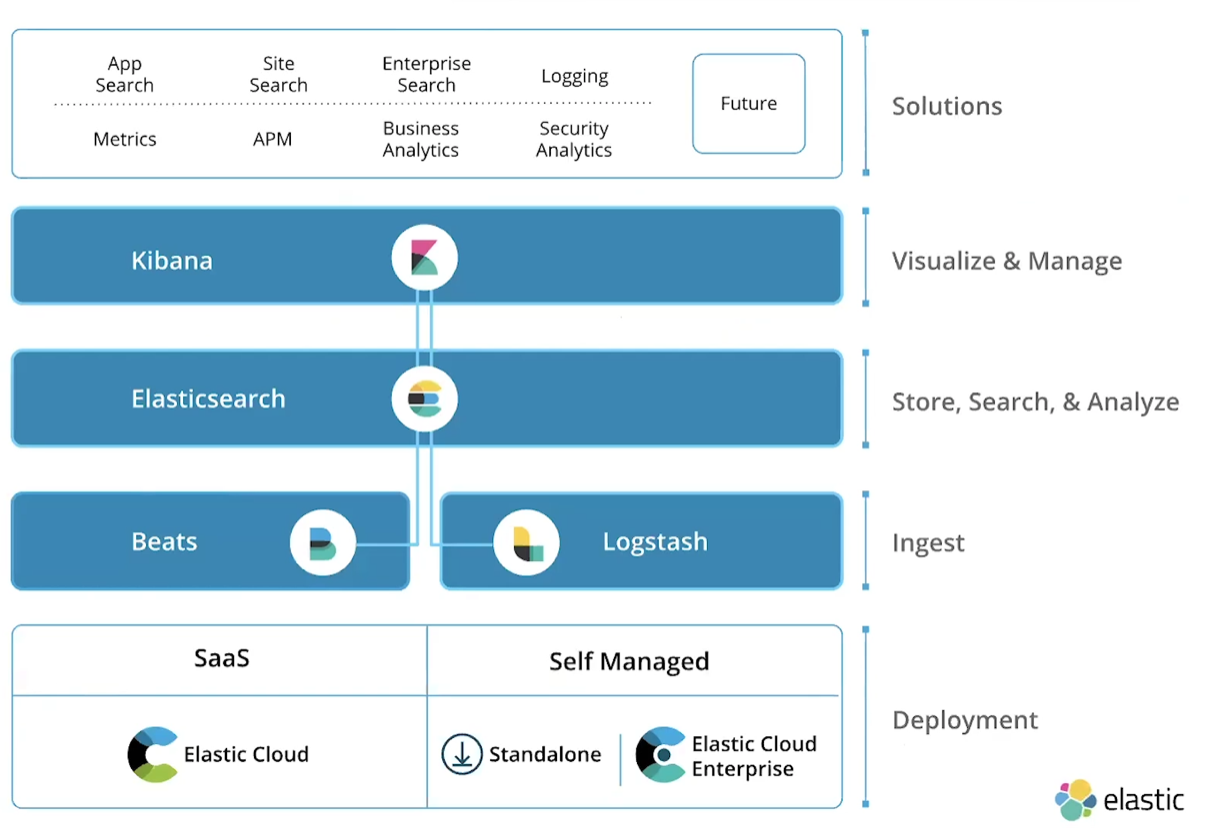 App
Search
Site
Search
Enterprise
Search
Logging
Future
Solutions
Metrics
APM
Business
Analytics
Security
Analytics
Kibana
Visualize & Manage
Elasticsearch
Store, Search, & Analyze
Beats
Logstash
Ingest
SaaS
Self Managed
Deployment
Elastic Cloud
Standalone
Elastic Cloud
Enterprise
elastic